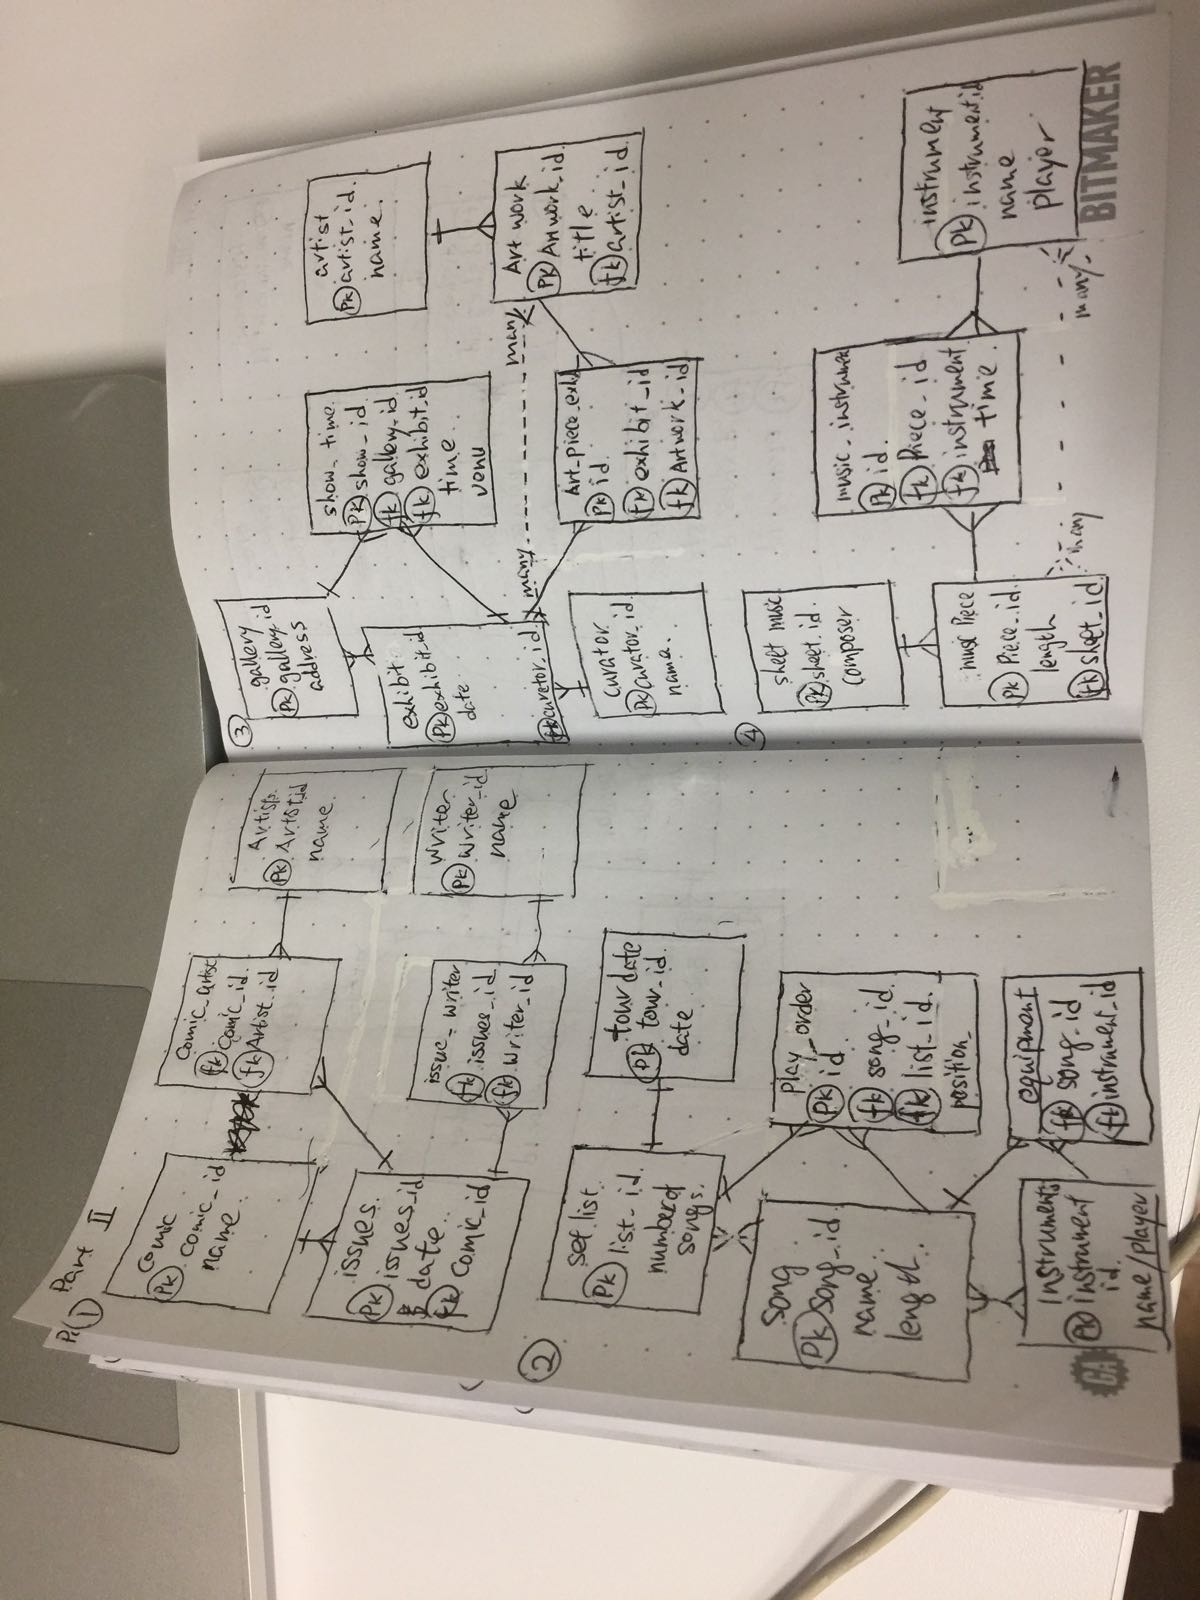 Part II
①
Comic
PK comic_id
name
Comic_artist
fk Comic_id.
fk Artist_id
Artists
PK Artist_id
name
issues
PK issues_id
date
fk Comic_id
issue_writer
fk issues_id
fk writer_id
writer
PK writer_id
name
②
set list
PK list_id.
number of
songs.
tour date
PK tour_id.
date
song
PK song_id
name
length
play_order
PK id
fk song_id.
fk list_id.
position
instruments
PK instrument
id.
name/player
equipment
fk song_id
fk instrument_id
GA
③
gallery
PK gallery_id
address
show_time
PK show_id
fk gallery_id
fk exhibit_id
time
venu
artist
PK artist_id.
name.
exhibit
PK exhibit_id
date
fk curator_id
many
many
Art work
PK Artwork_id
title
fk artist_id.
Curator
PK curator_id
name.
Art_piece_exhi
PK id.
fk exhibit_id
fk Artwork_id
④
sheet music
PK sheet_id.
composer
music Piece
PK Piece_id.
length
fk sheet_id.
music_instrument
PK id.
fk Piece_id
fk instrument
time
instrument
PK instrument_id
name
player
many
many
BITMAKER